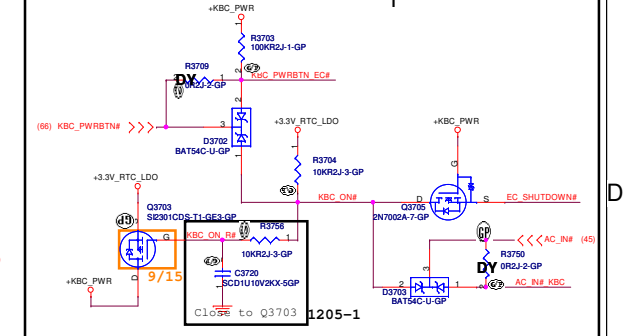 +KBC_PWR
R3703
100KR2J-1-GP
R3709
DY
0R2J-2-GP
KBC_PWRBTN_EC#
(66) KBC_PWRBTN#
D3702
BAT54C-U-GP
+3.3V_RTC_LDO
+KBC_PWR
R3704
10KR2J-3-GP
+3.3V_RTC_LDO
KBC_ON#
Q3705
2N7002A-7-GP
EC_SHUTDOWN#
D
Q3703
SI2301CDS-T1-GE3-GP
KBC_ON_R#
R3756
10KR2J-3-GP
AC_IN# (45)
R3750
DY
0R2J-2-GP
AC_IN#_KBC
D3703
BAT54C-U-GP
+KBC_PWR
9/15
C3720
SCD1U10V2KX-5GP
Close to Q3703
1205-1